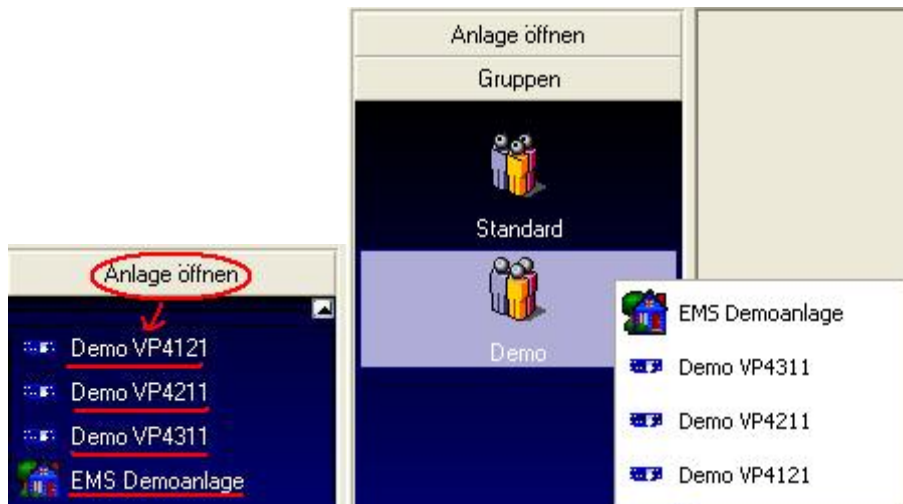 Anlage öffnen
Gruppen
Standard
Demo
EMS Demoanlage
Demo VP4311
Demo VP4211
Demo VP4121
Anlage öffnen
Demo VP4121
Demo VP4211
Demo VP4311
EMS Demoanlage